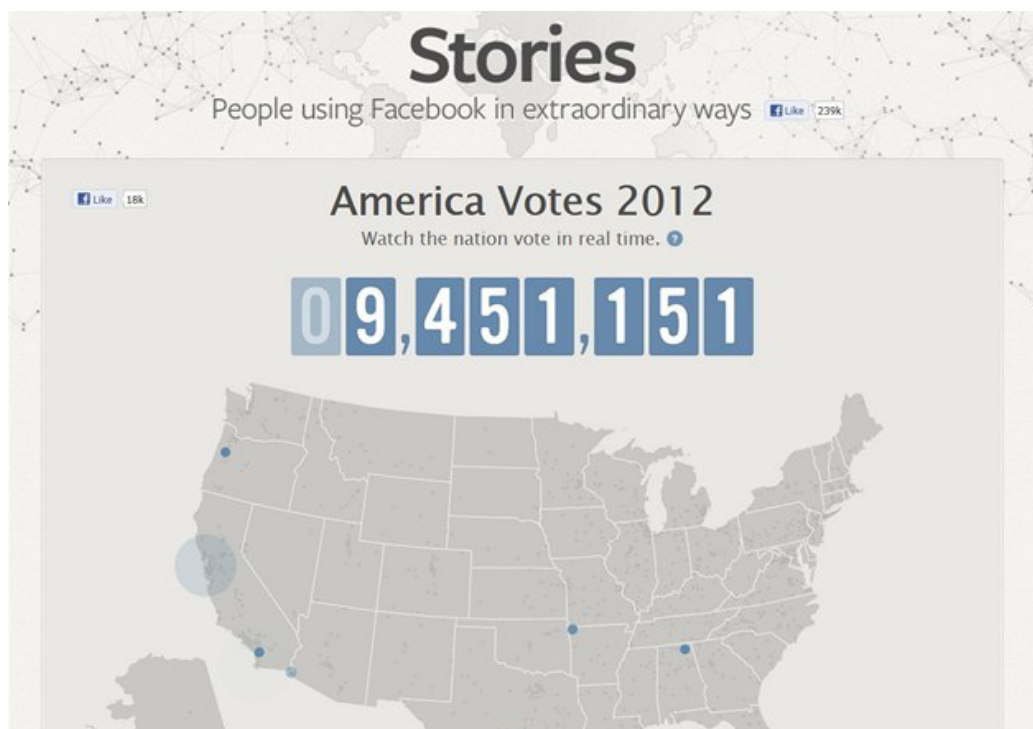 Stories
People using Facebook in extraordinary ways Like 239k
Like 18k
America Votes 2012
Watch the nation vote in real time. ?
09,451,151